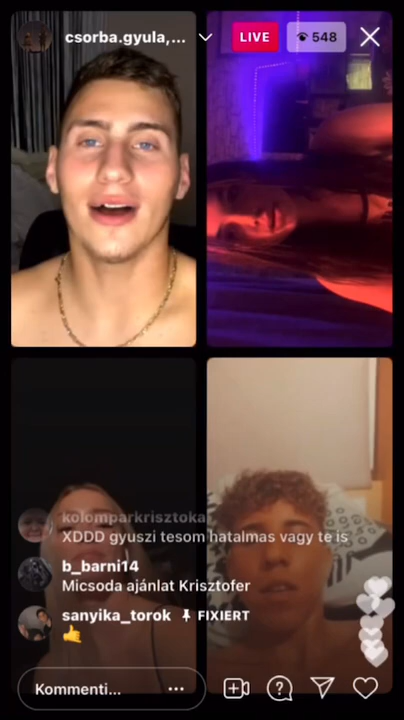 csorba.gyula,...
LIVE
548
kolomparkrisztoka
XDDD gyuszi tesom hatalmas vagy te is
b_barni14
Micsoda ajánlat Krisztofer
sanyika_torok FIXIERT
🤙
Kommenti...